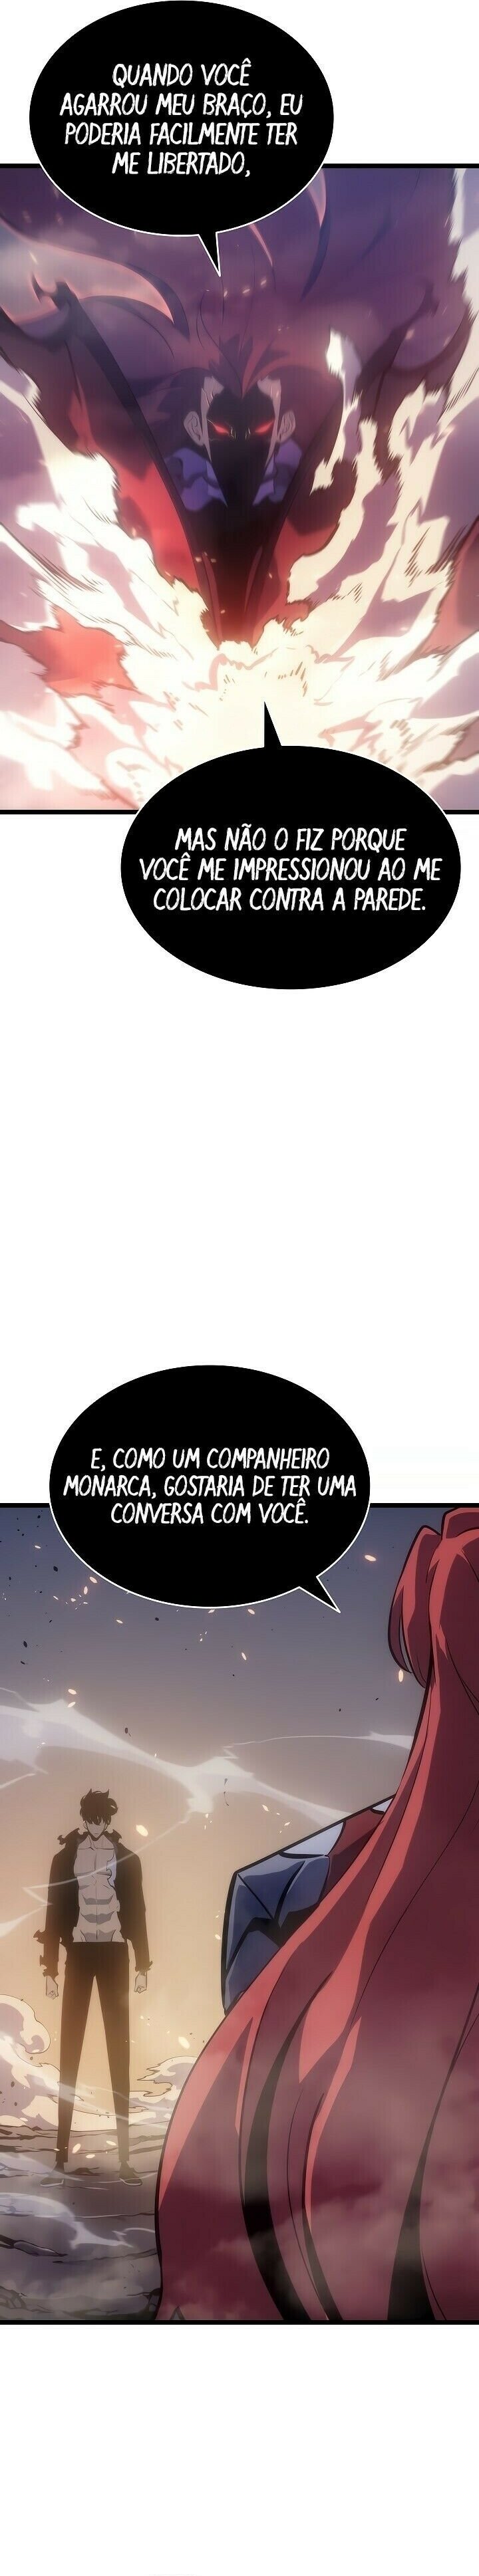 QUANDO VOCÊ
AGARROU MEU BRAÇO, EU
PODERIA FACILMENTE TER
ME LIBERTADO,
MAS NÃO O FIZ PORQUE
VOCÊ ME IMPRESSIONOU AO ME
COLOCAR CONTRA A PAREDE.
E, COMO UM COMPANHEIRO
MONARCA, GOSTARIA DE TER UMA
CONVERSA COM VOCÊ.